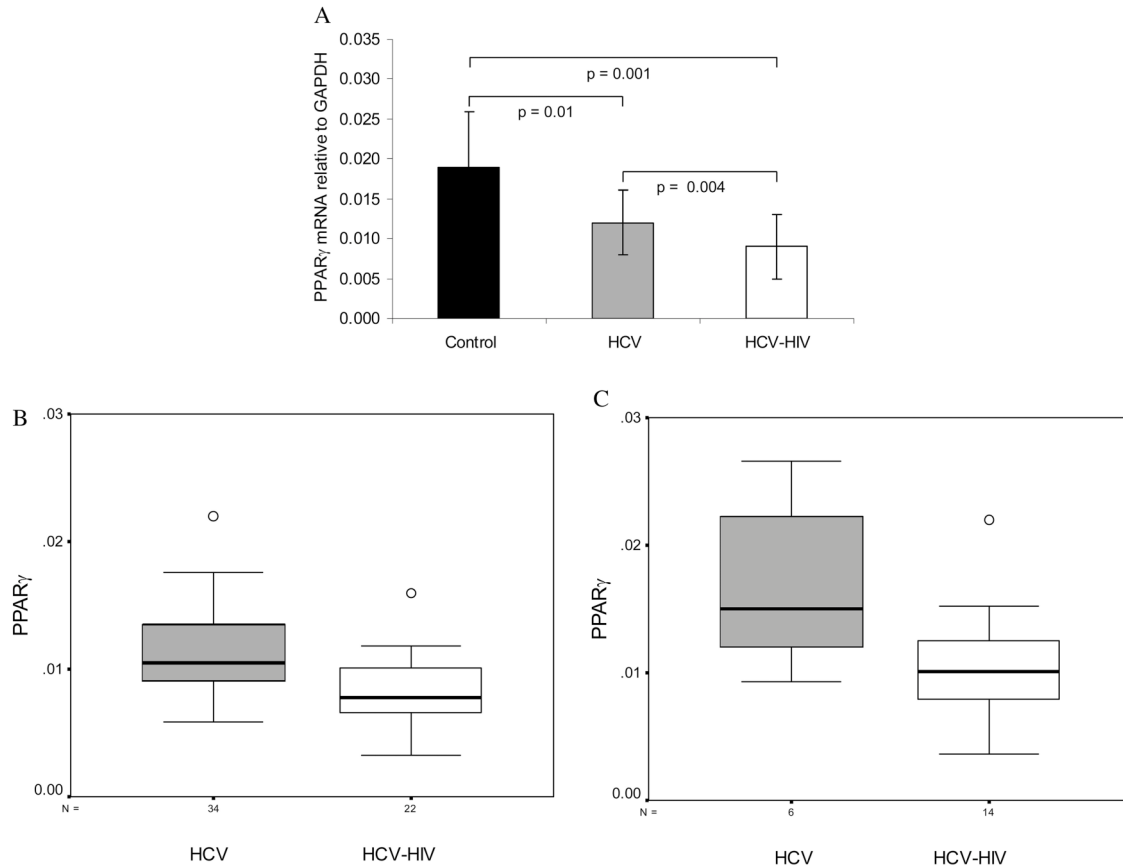 A
PPARγ mRNA relative to GAPDH
0.035
0.030
0.025
0.020
0.015
0.010
0.005
0.000
p = 0.001
p = 0.01
p = 0.004
Control HCV HCV-HIV
B
PPARγ
.03
.02
.01
0.00
N = 34 22
HCV HCV-HIV
C
PPARγ
.03
.02
.01
0.00
N = 6 14
HCV HCV-HIV